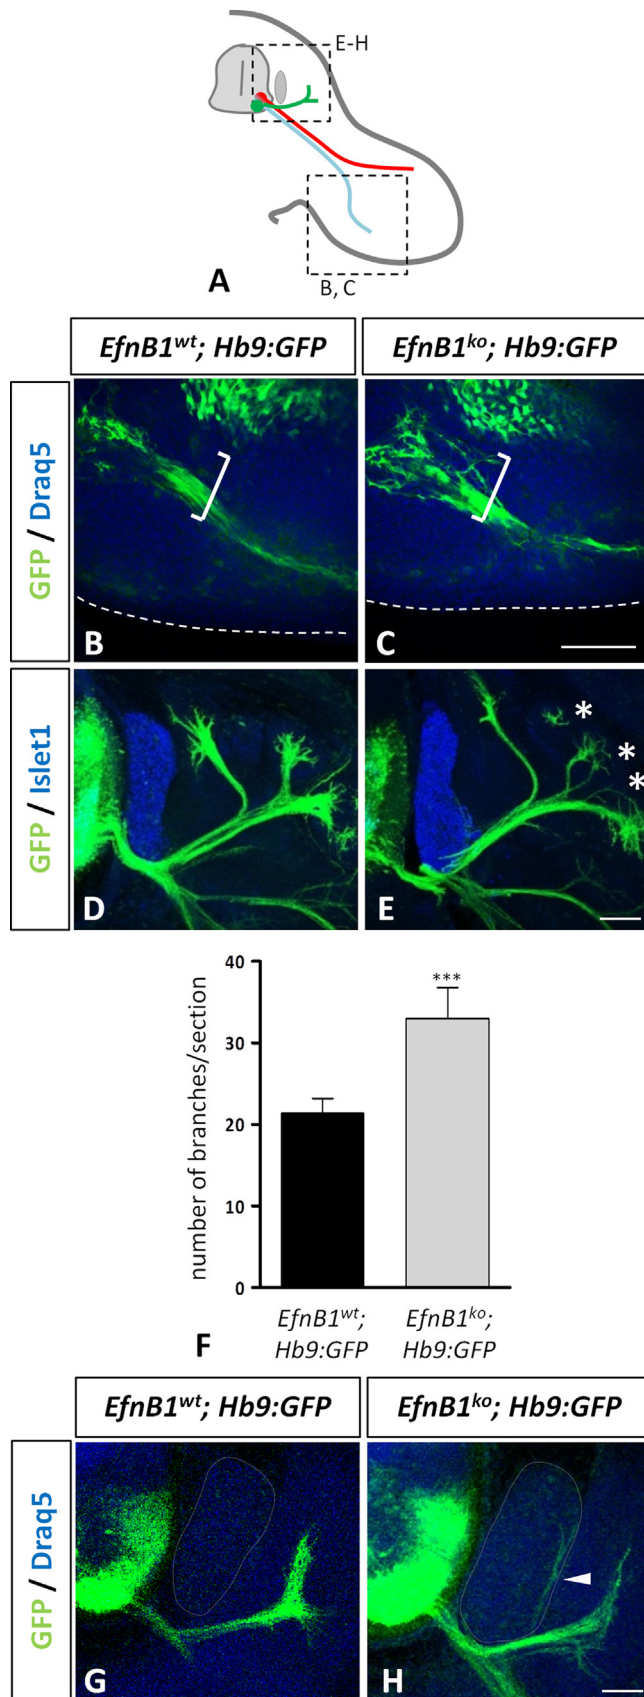 E-H
A
B, C
EfnB1wt; Hb9:GFP
EfnB1ko; Hb9:GFP
GFP / Draq5
B
C
GFP / Islet1
*
*
*
D
E
number of branches/section
40
30
20
10
0
***
EfnB1wt;
Hb9:GFP
EfnB1ko;
Hb9:GFP
F
EfnB1wt; Hb9:GFP
EfnB1ko; Hb9:GFP
GFP / Draq5
G
H